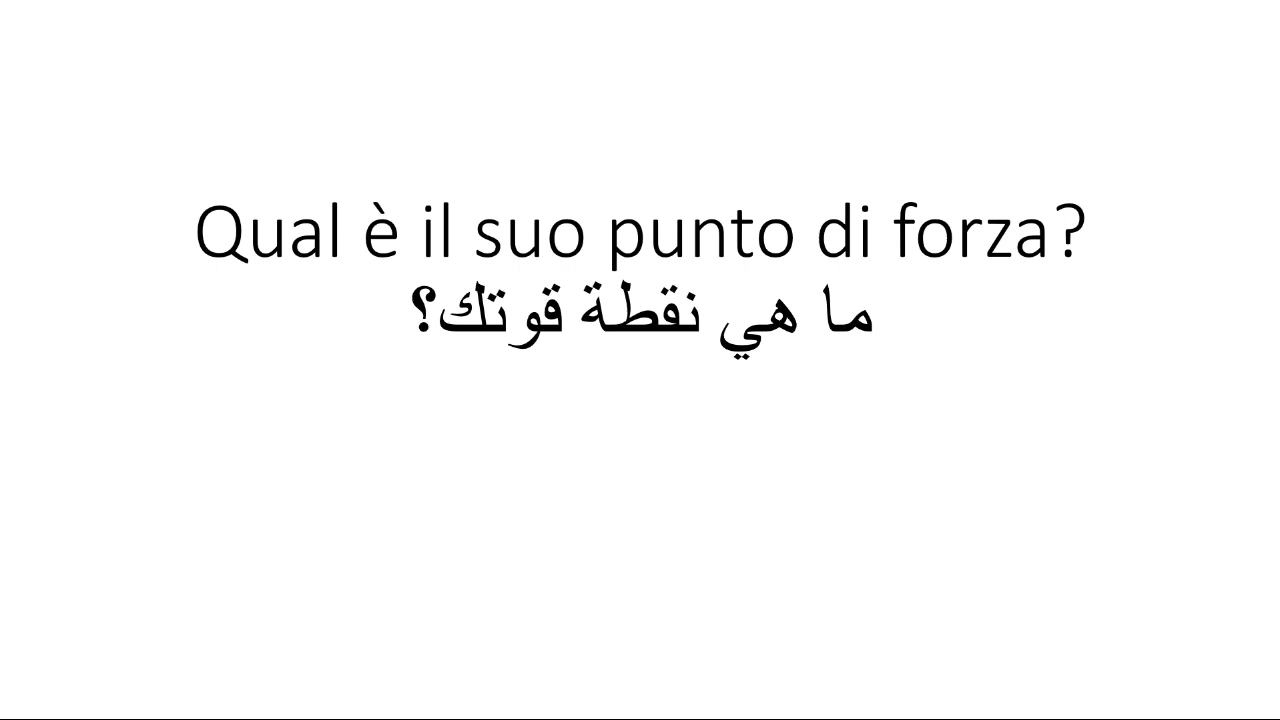 Qual è il suo punto di forza?
ما هي نقطة قوتك؟